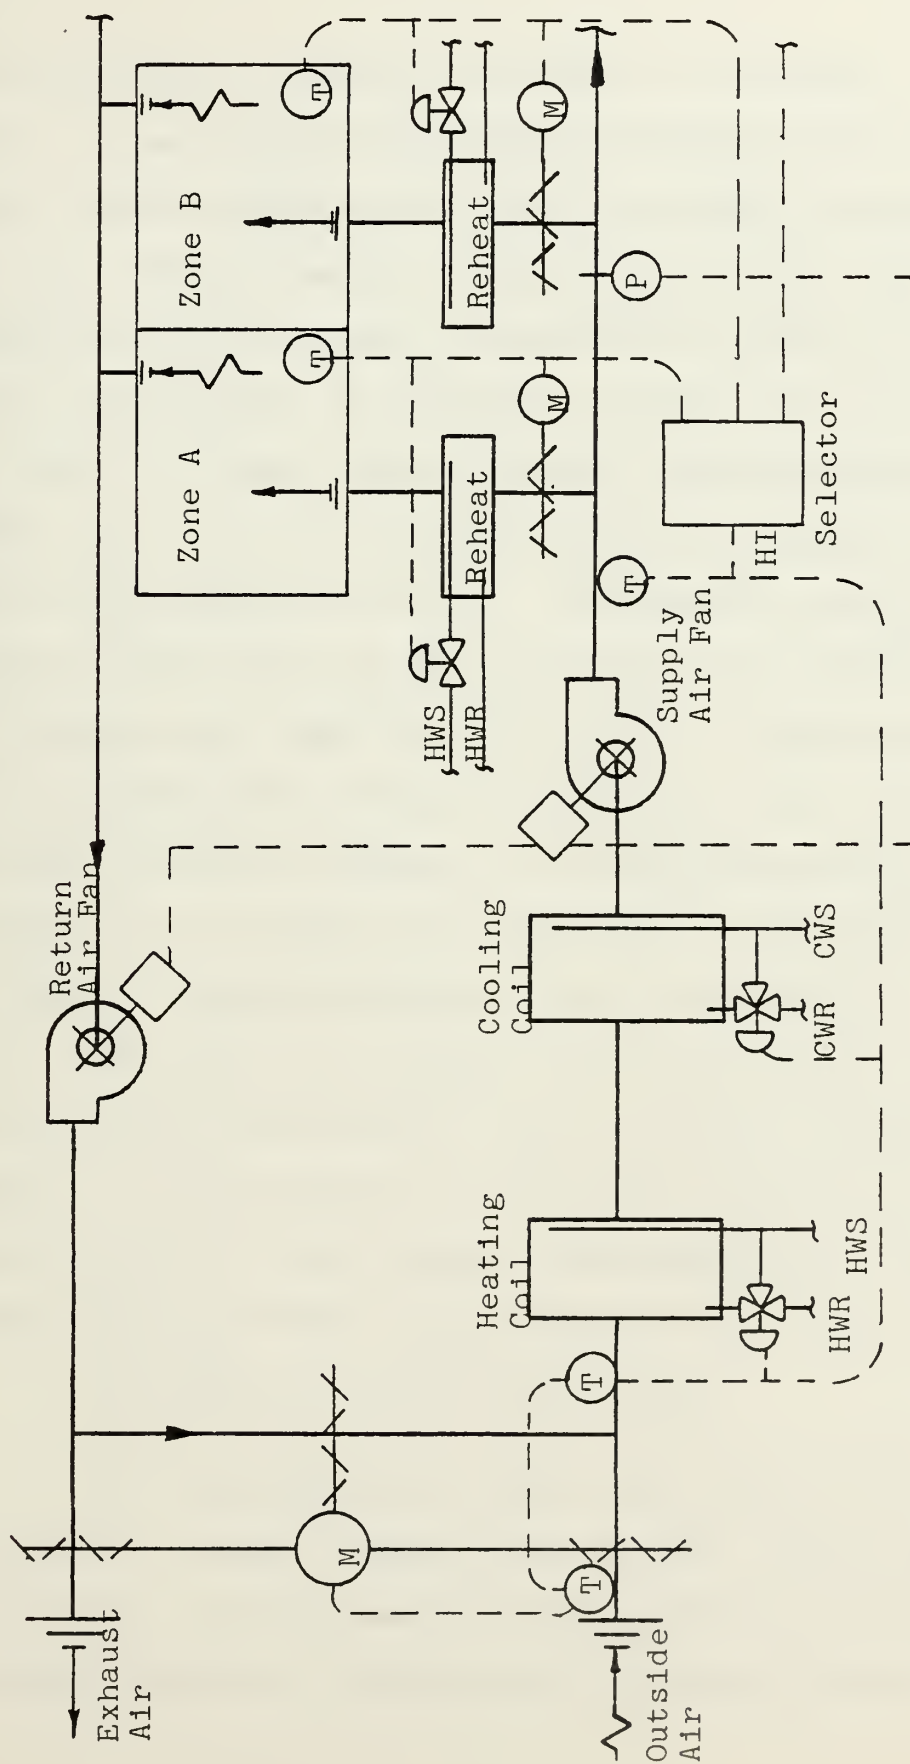 Exhaust
Air
Outside
Air
M
T
T
Return
Air Fan
Heating
Coil
HWR
HWS
Cooling
Coil
CWR
CWS
Supply
Air Fan
T
HI
Selector
P
HWS
HWR
Reheat
M
Zone A
T
Reheat
M
Zone B
T